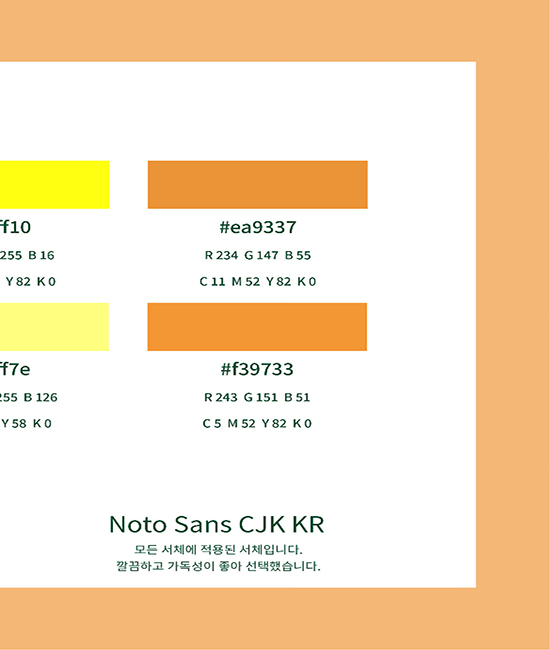 ff10
#ea9337
255 B 16
R 234 G 147 B 55
Y 82 K 0
C 11 M 52 Y 82 K 0
ff7e
#f39733
255 B 126
R 243 G 151 B 51
Y 58 K 0
C 5 M 52 Y 82 K 0
Noto Sans CJK KR
모든 서체에 적용된 서체입니다.
깔끔하고 가독성이 좋아 선택했습니다.